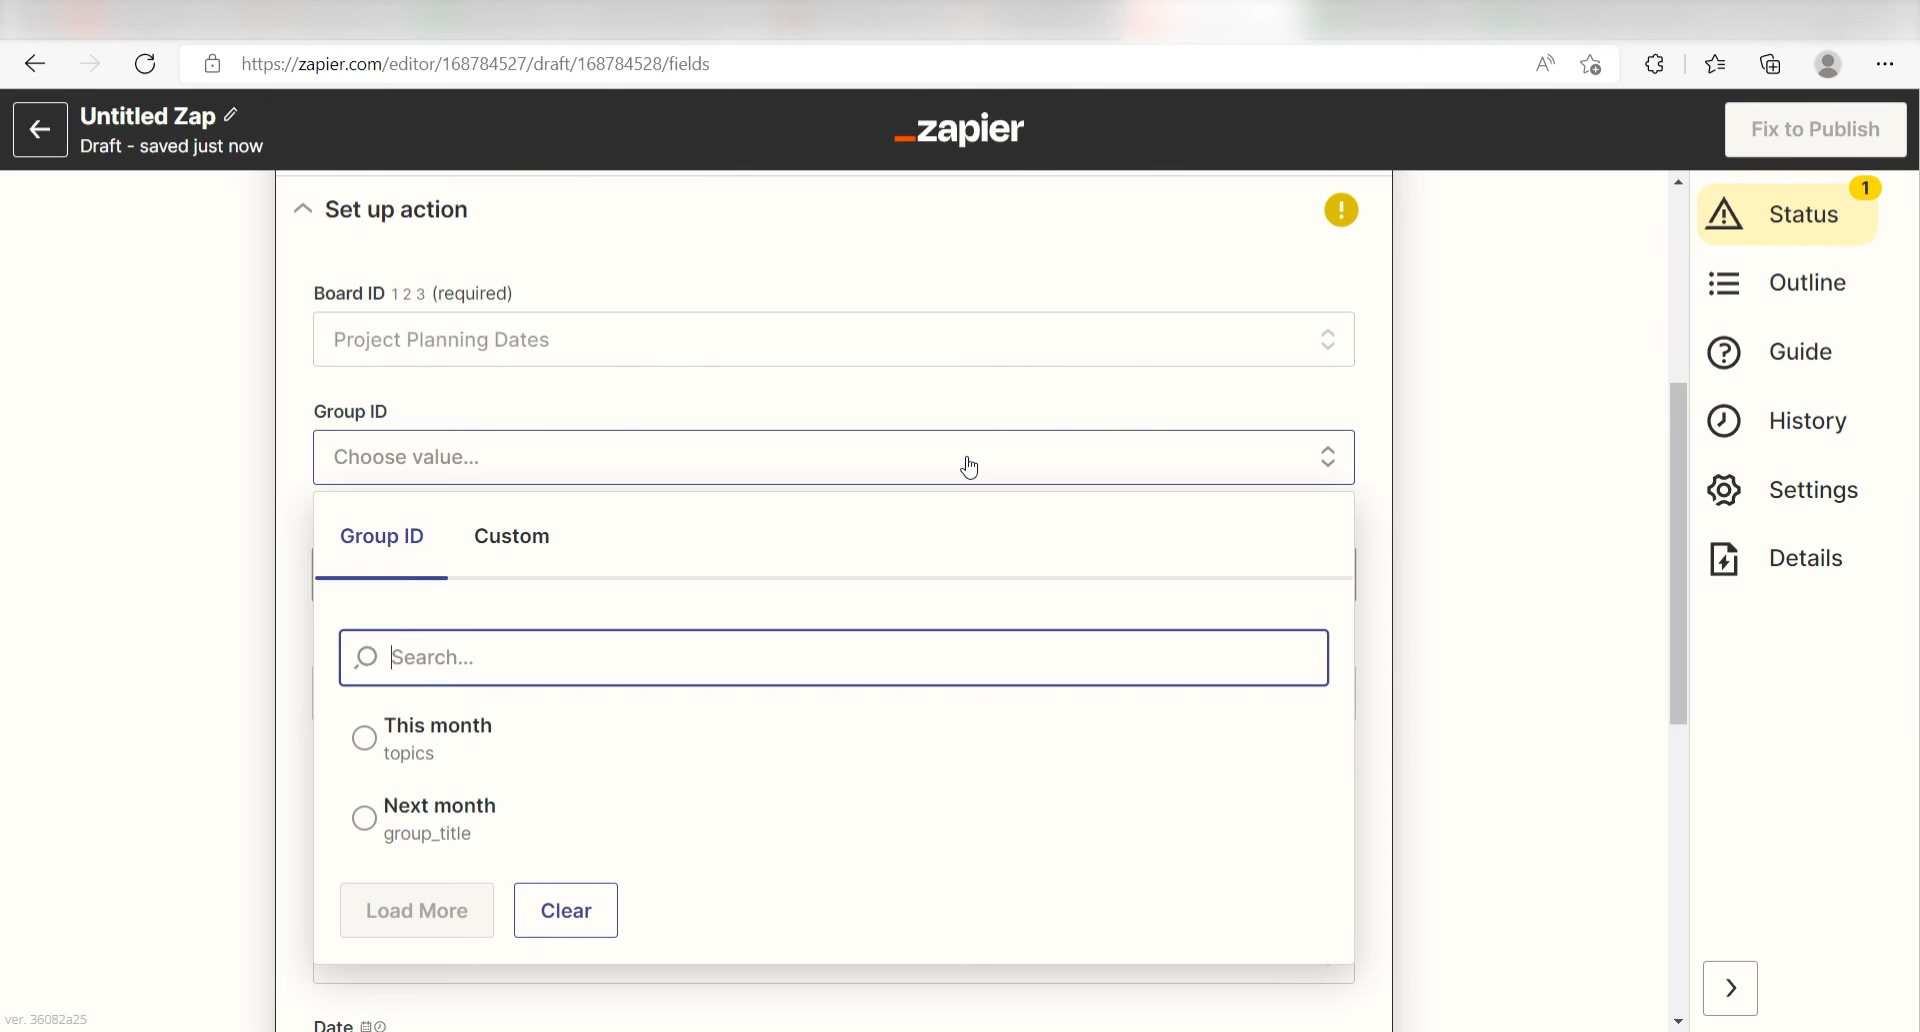 https://zapier.com/editor/168784527/draft/168784528/fields
Untitled Zap
Draft - saved just now
_zapier
Fix to Publish
Set up action
!
1
Status
Board ID 1 2 3 (required)
Project Planning Dates
Outline
Guide
Group ID
Choose value...
History
Settings
Group ID Custom
Details
Search...
This month
topics
Next month
group_title
Load More Clear
Date
ver. 36082a25